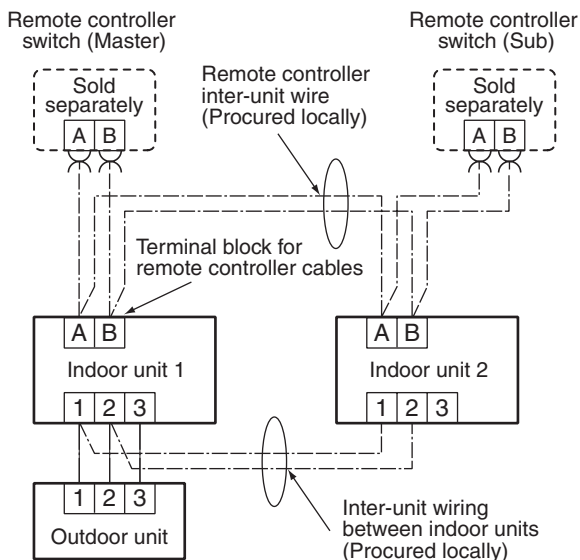 Remote controller
switch (Master)
Remote controller
switch (Sub)
Sold
separately
A B
Remote controller
inter-unit wire
(Procured locally)
Sold
separately
A B
Terminal block for
remote controller cables
A B
Indoor unit 1
1 2 3
A B
Indoor unit 2
1 2 3
1 2 3
Outdoor unit
Inter-unit wiring
between indoor units
(Procured locally)